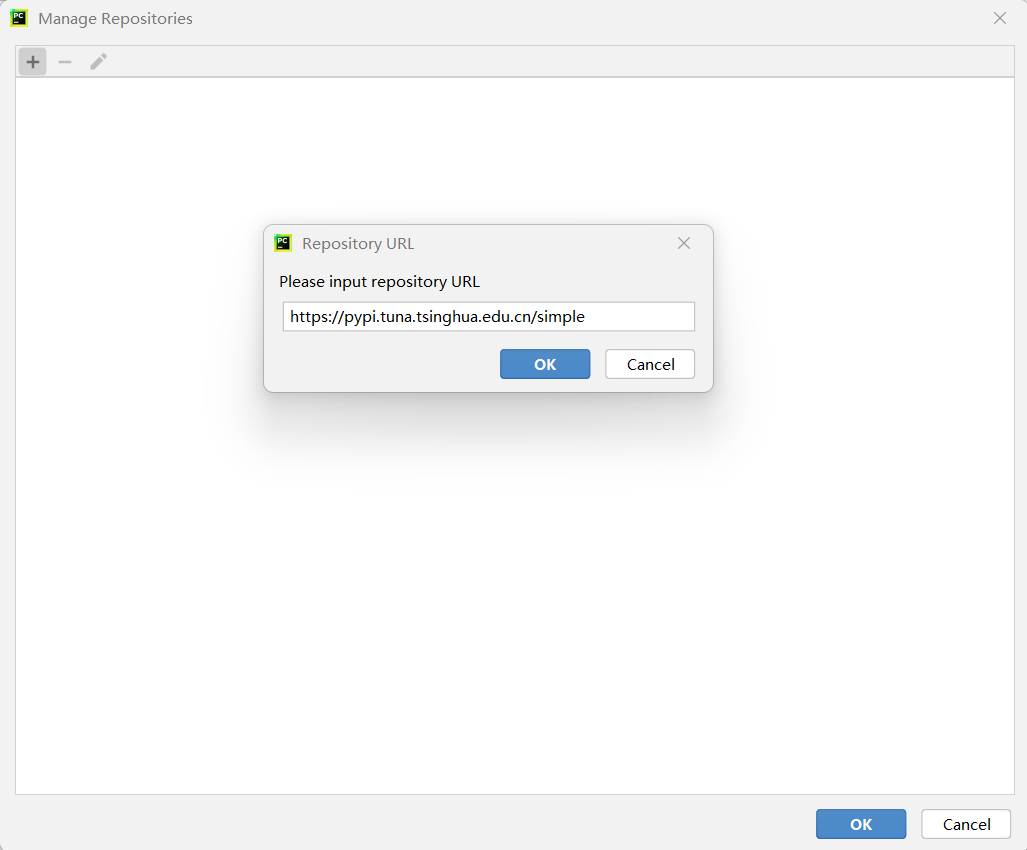 PC Manage Repositories
PC Repository URL
Please input repository URL
https://pypi.tuna.tsinghua.edu.cn/simple
OK Cancel
OK Cancel